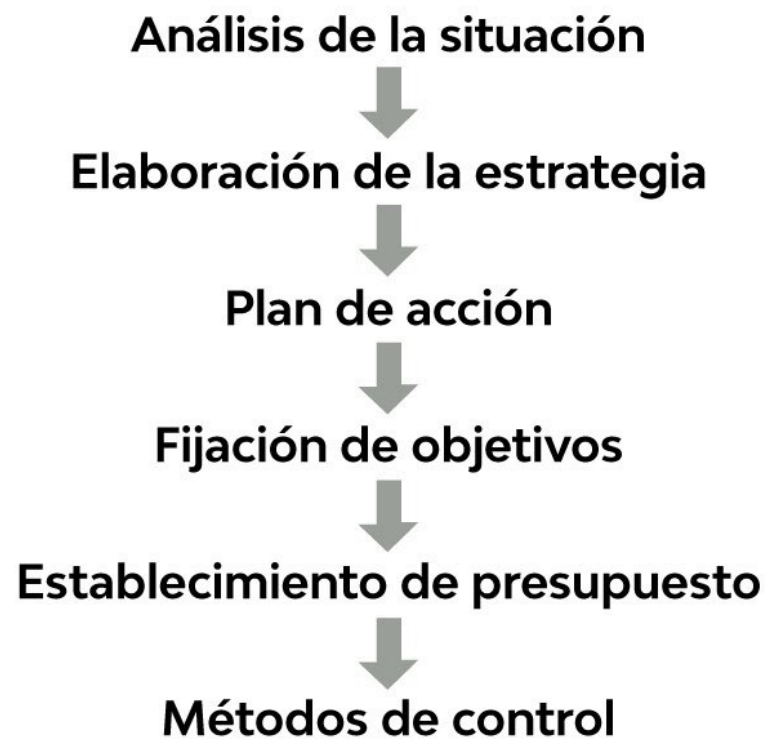 Análisis de la situación
Elaboración de la estrategia
Plan de acción
Fijación de objetivos
Establecimiento de presupuesto
Métodos de control